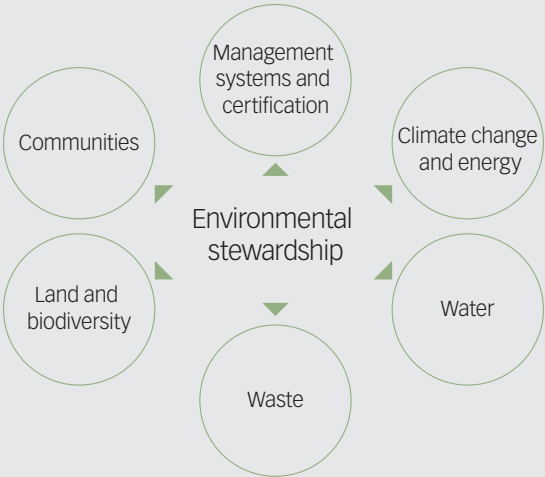 Management
systems and
certification
Communities
Climate change
and energy
Environmental
stewardship
Land and
biodiversity
Water
Waste